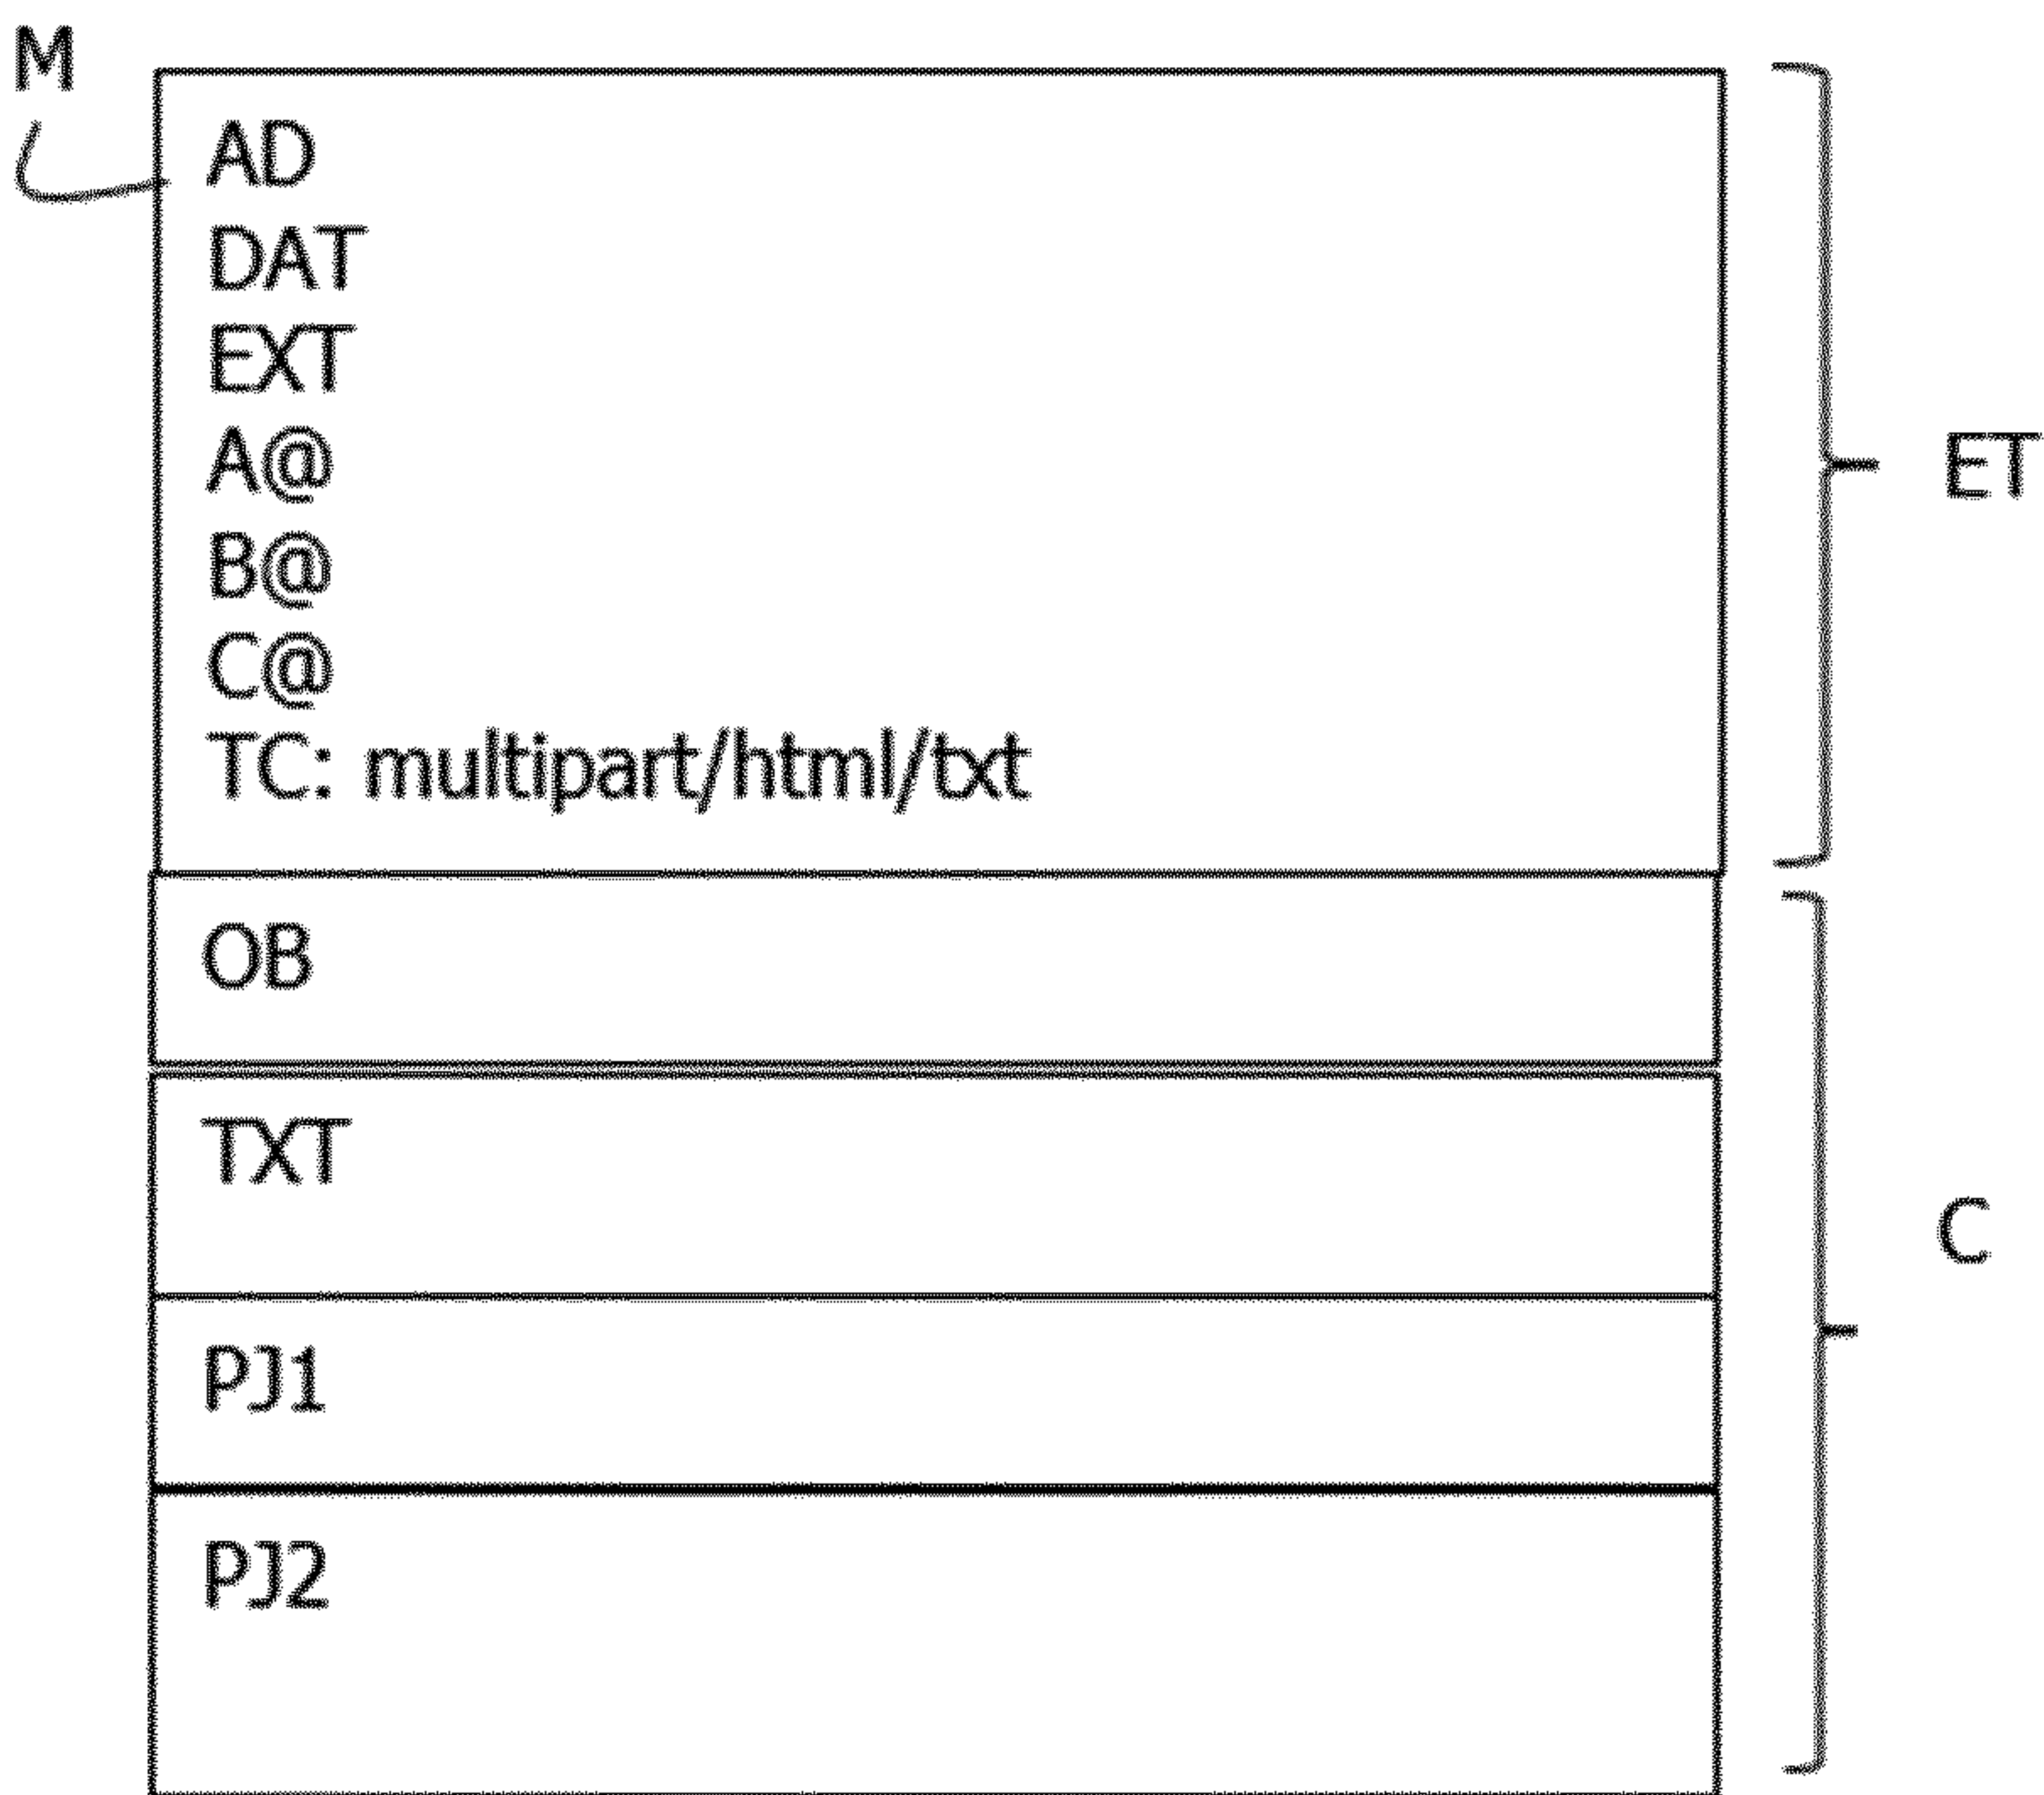 M
AD
DAT
EXT
A@
B@
C@
TC: multipart/html/txt
ET
OB
TXT
C
PJ1
PJ2